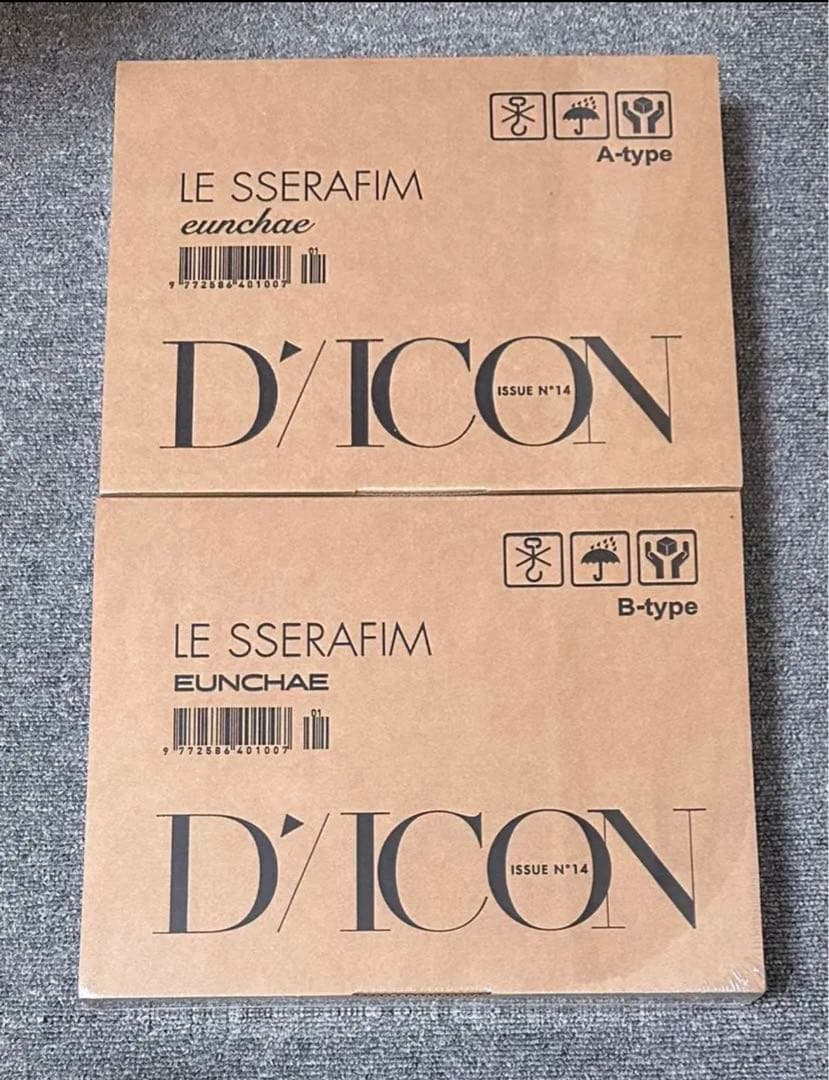 A-type
LE SSERAFIM
eunchae
01
9 772586 401007
D'/ICON
ISSUE N°14
B-type
LE SSERAFIM
EUNCHAE
01
9 772586 401007
D'/ICON
ISSUE N°14